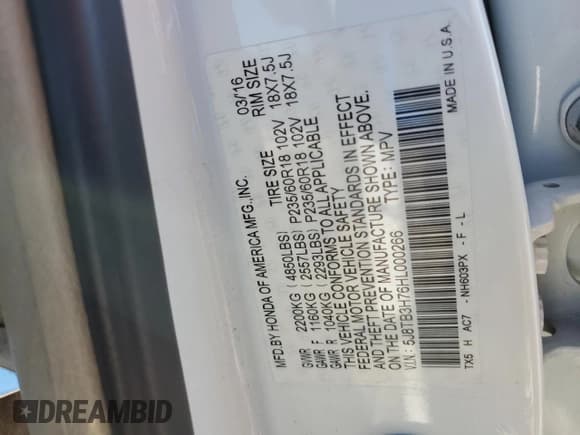 MFD.BY HONDA OF AMERICA MFG.,INC. 03/16
TIRE SIZE RIM SIZE
GVWR 2200KG (4850LBS)
GAWR F 1160KG (2557LBS) P235/60R18 102V 18X7.5J
GAWR R 1040KG (2293LBS) P235/60R18 102V 18X7.5J
THIS VEHICLE CONFORMS TO ALL APPLICABLE
FEDERAL MOTOR VEHICLE SAFETY
AND THEFT PREVENTION STANDARDS IN EFFECT
ON THE DATE OF MANUFACTURE SHOWN ABOVE.
V.I.N.: 5J8TB3H76HL000266 TYPE: MPV
TX5 H AC7 - NH603PX - F - L MADE IN U.S.A.
DREAMBID